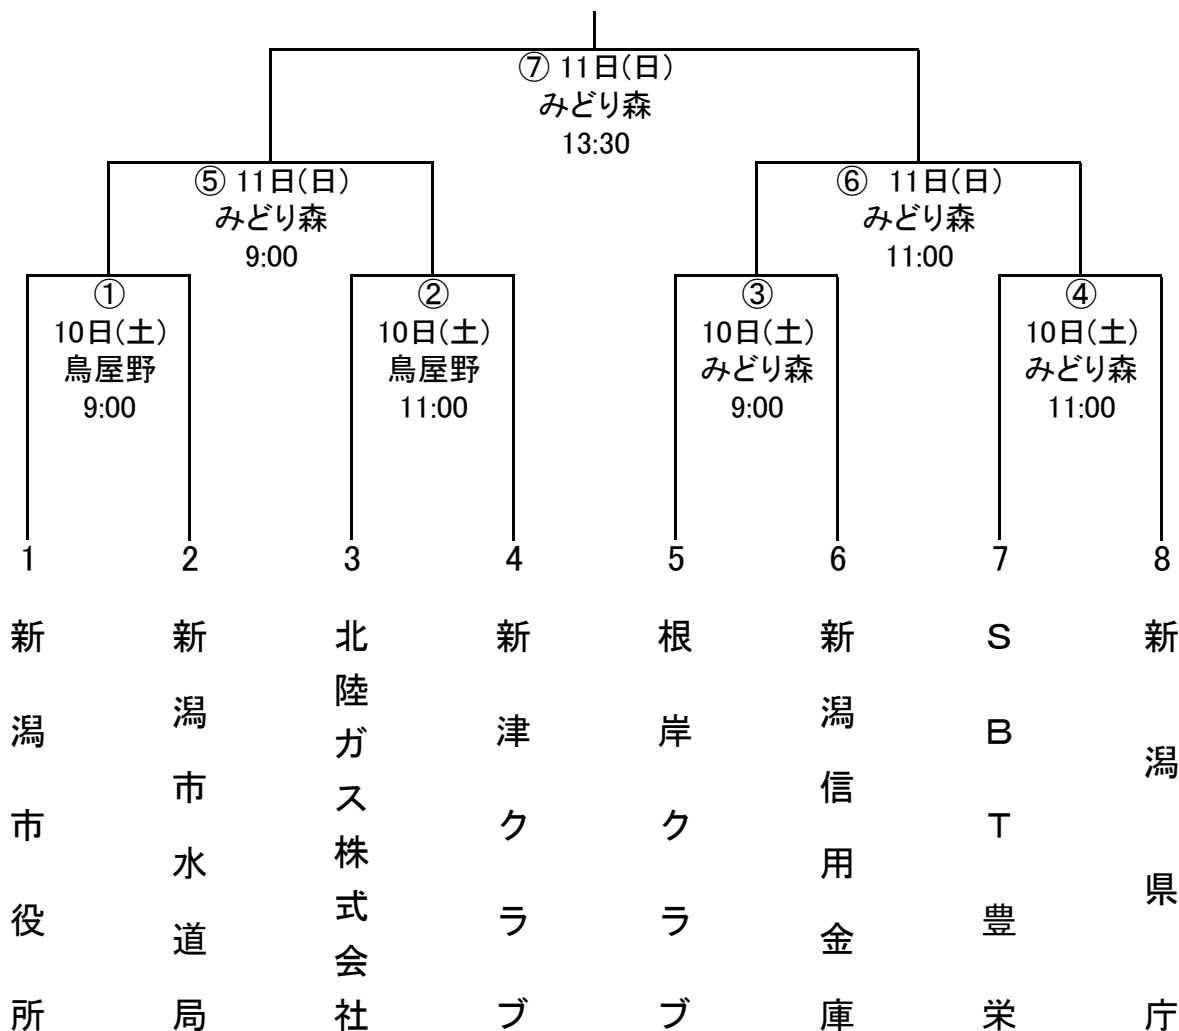 ⑦ 11日(日)
みどり森
13:30
⑤ 11日(日)
みどり森
9:00
⑥ 11日(日)
みどり森
11:00
①
10日(土)
鳥屋野
9:00
②
10日(土)
鳥屋野
11:00
③
10日(土)
みどり森
9:00
④
10日(土)
みどり森
11:00
1
2
3
4
5
6
7
8
新潟市役所
新潟市水道局
北陸ガス株式会社
新津クラブ
根岸クラブ
新潟信用金庫
SBT豊栄
新潟県庁